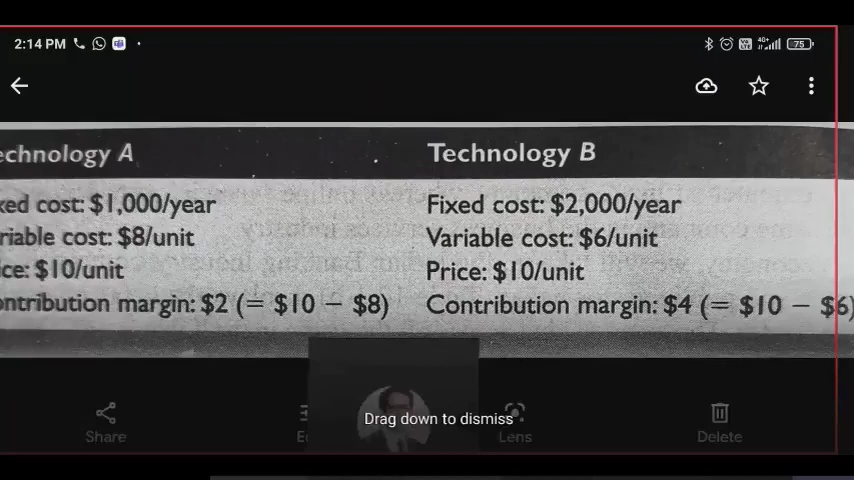 2:14 PM
4G+
75
echnology A
Technology B
xed cost: $1,000/year
Fixed cost: $2,000/year
riable cost: $8/unit
Variable cost: $6/unit
ice: $10/unit
Price: $10/unit
ontribution margin: $2 (= $10 − $8)
Contribution margin: $4 (= $10 − $6)
Drag down to dismiss
Share
E
Lens
Delete